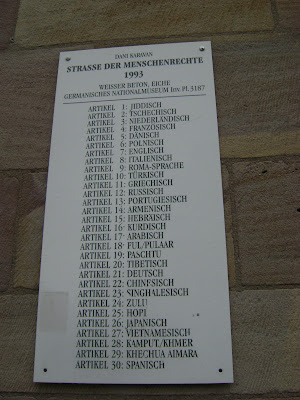 DANI KARAVAN
STRASSE DER MENSCHENRECHTE
1993
WEISSER BETON, EICHE
GERMANISCHES NATIONALMUSEUM Inv Pl.3187
ARTIKEL 1: JIDDISCH
ARTIKEL 2: TSCHECHISCH
ARTIKEL 3: NIEDERLÄNDISCH
ARTIKEL 4: FRANZÖSISCH
ARTIKEL 5: DÄNISCH
ARTIKEL 6: POLNISCH
ARTIKEL 7: ENGLISCH
ARTIKEL 8: ITALIENISCH
ARTIKEL 9: ROMA-SPRACHE
ARTIKEL 10: TÜRKISCH
ARTIKEL 11: GRIECHISCH
ARTIKEL 12: RUSSISCH
ARTIKEL 13: PORTUGIESISCH
ARTIKEL 14: ARMENISCH
ARTIKEL 15: HEBRÄISCH
ARTIKEL 16: KURDISCH
ARTIKEL 17: ARABISCH
ARTIKEL 18: FUL/PULAAR
ARTIKEL 19: PASCHTU
ARTIKEL 20: TIBETISCH
ARTIKEL 21: DEUTSCH
ARTIKEL 22: CHINESISCH
ARTIKEL 23: SINGHALESISCH
ARTIKEL 24: ZULU
ARTIKEL 25: HOPI
ARTIKEL 26: JAPANISCH
ARTIKEL 27: VIETNAMESISCH
ARTIKEL 28: KAMPUT./KHMER
ARTIKEL 29: KHECHUA AIMARA
ARTIKEL 30: SPANISCH